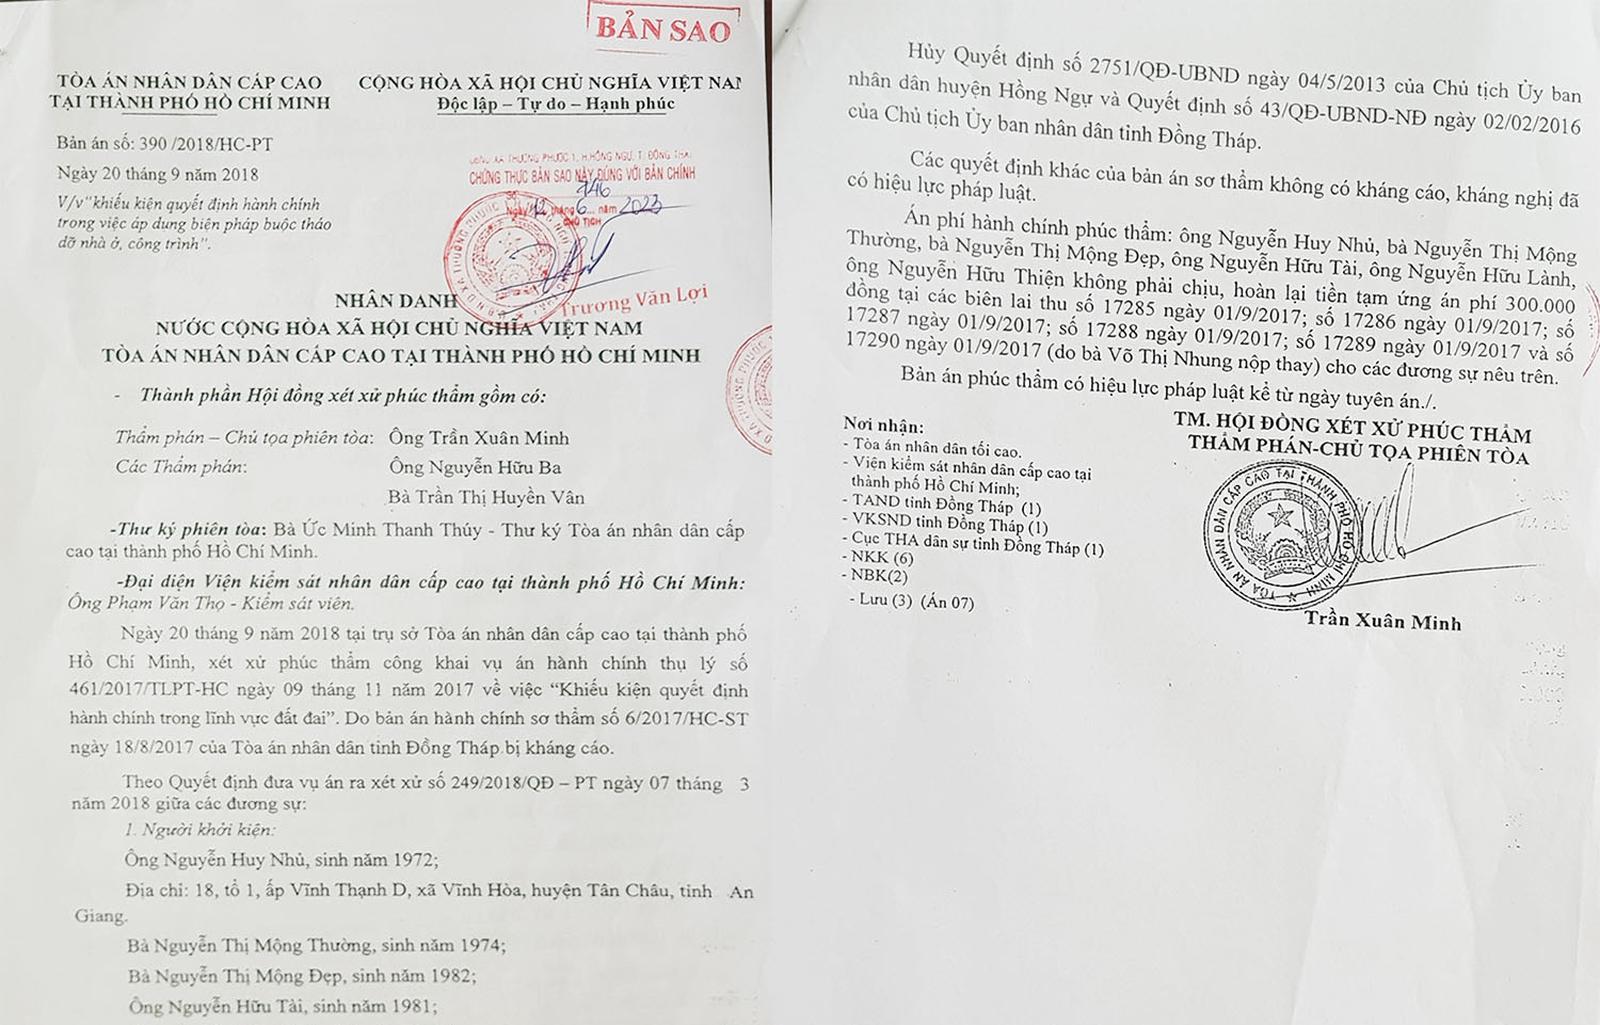 BẢN SAO
TÒA ÁN NHÂN DÂN CẤP CAO
TẠI THÀNH PHỐ HỒ CHÍ MINH
CỘNG HÒA XÃ HỘI CHỦ NGHĨA VIỆT NAM
Độc lập – Tự do – Hạnh phúc
Bản án số: 390 /2018/HC-PT
Ngày 20 tháng 9 năm 2018
V/v"khiếu kiện quyết định hành chính
trong việc áp dụng biện pháp buộc tháo
dỡ nhà ở, công trình".
UBND XÃ THƯỜNG PHƯỚC 1, H.HỒNG NGỰ, T. ĐỒNG THÁP
CHỨNG THỰC BẢN SAO NÀY ĐÚNG VỚI BẢN CHÍNH
746
Ngày 12 tháng 6 năm 2023
CHỦ TỊCH
Trương Văn Lợi
NHÂN DANH
NƯỚC CỘNG HÒA XÃ HỘI CHỦ NGHĨA VIỆT NAM
TÒA ÁN NHÂN DÂN CẤP CAO TẠI THÀNH PHỐ HỒ CHÍ MINH
- Thành phần Hội đồng xét xử phúc thẩm gồm có:
Thẩm phán – Chủ tọa phiên tòa: Ông Trần Xuân Minh
Các Thẩm phán: Ông Nguyễn Hữu Ba
Bà Trần Thị Huyền Vân
-Thư ký phiên tòa: Bà Ức Minh Thanh Thúy - Thư ký Tòa án nhân dân cấp
cao tại thành phố Hồ Chí Minh.
-Đại diện Viện kiểm sát nhân dân cấp cao tại thành phố Hồ Chí Minh:
Ông Phạm Văn Thọ - Kiểm sát viên.
Ngày 20 tháng 9 năm 2018 tại trụ sở Tòa án nhân dân cấp cao tại thành phố
Hồ Chí Minh, xét xử phúc thẩm công khai vụ án hành chính thụ lý số
461/2017/TLPT-HC ngày 09 tháng 11 năm 2017 về việc “Khiếu kiện quyết định
hành chính trong lĩnh vực đất đai”. Do bản án hành chính sơ thẩm số 6/2017/HC-ST
ngày 18/8/2017 của Tòa án nhân dân tỉnh Đồng Tháp bị kháng cáo.
Theo Quyết định đưa vụ án ra xét xử số 249/2018/QĐ – PT ngày 07 tháng 3
năm 2018 giữa các đương sự:
1. Người khởi kiện:
Ông Nguyễn Huy Nhủ, sinh năm 1972;
Địa chỉ: 18, tổ 1, ấp Vĩnh Thạnh D, xã Vĩnh Hòa, huyện Tân Châu, tỉnh An
Giang.
Bà Nguyễn Thị Mộng Thường, sinh năm 1974;
Bà Nguyễn Thị Mộng Đẹp, sinh năm 1982;
Ông Nguyễn Hữu Tài, sinh năm 1981;
Hủy Quyết định số 2751/QĐ-UBND ngày 04/5/2013 của Chủ tịch Ủy ban
nhân dân huyện Hồng Ngự và Quyết định số 43/QĐ-UBND-NĐ ngày 02/02/2016
của Chủ tịch Ủy ban nhân dân tỉnh Đồng Tháp.
Các quyết định khác của bản án sơ thẩm không có kháng cáo, kháng nghị đã
có hiệu lực pháp luật.
Án phí hành chính phúc thẩm: ông Nguyễn Huy Nhủ, bà Nguyễn Thị Mộng
Thường, bà Nguyễn Thị Mộng Đẹp, ông Nguyễn Hữu Tài, ông Nguyễn Hữu Lành,
ông Nguyễn Hữu Thiện không phải chịu, hoàn lại tiền tạm ứng án phí 300.000
đồng tại các biên lai thu số 17285 ngày 01/9/2017; số 17286 ngày 01/9/2017; số
17287 ngày 01/9/2017; số 17288 ngày 01/9/2017; số 17289 ngày 01/9/2017 và số
17290 ngày 01/9/2017 (do bà Võ Thị Nhung nộp thay) cho các đương sự nêu trên.
Bản án phúc thẩm có hiệu lực pháp luật kể từ ngày tuyên án./.
Nơi nhận:
- Tòa án nhân dân tối cao.
- Viện kiểm sát nhân dân cấp cao tại
thành phố Hồ Chí Minh;
- TAND tỉnh Đồng Tháp (1)
- VKSND tỉnh Đồng Tháp (1)
- Cục THA dân sự tỉnh Đồng Tháp (1)
- NKK (6)
- NBK(2)
- Lưu (3) (Án 07)
TM. HỘI ĐỒNG XÉT XỬ PHÚC THẨM
THẨM PHÁN-CHỦ TỌA PHIÊN TÒA
TÒA ÁN NHÂN DÂN CẤP CAO TẠI THÀNH PHỐ HỒ CHÍ MINH
Trần Xuân Minh